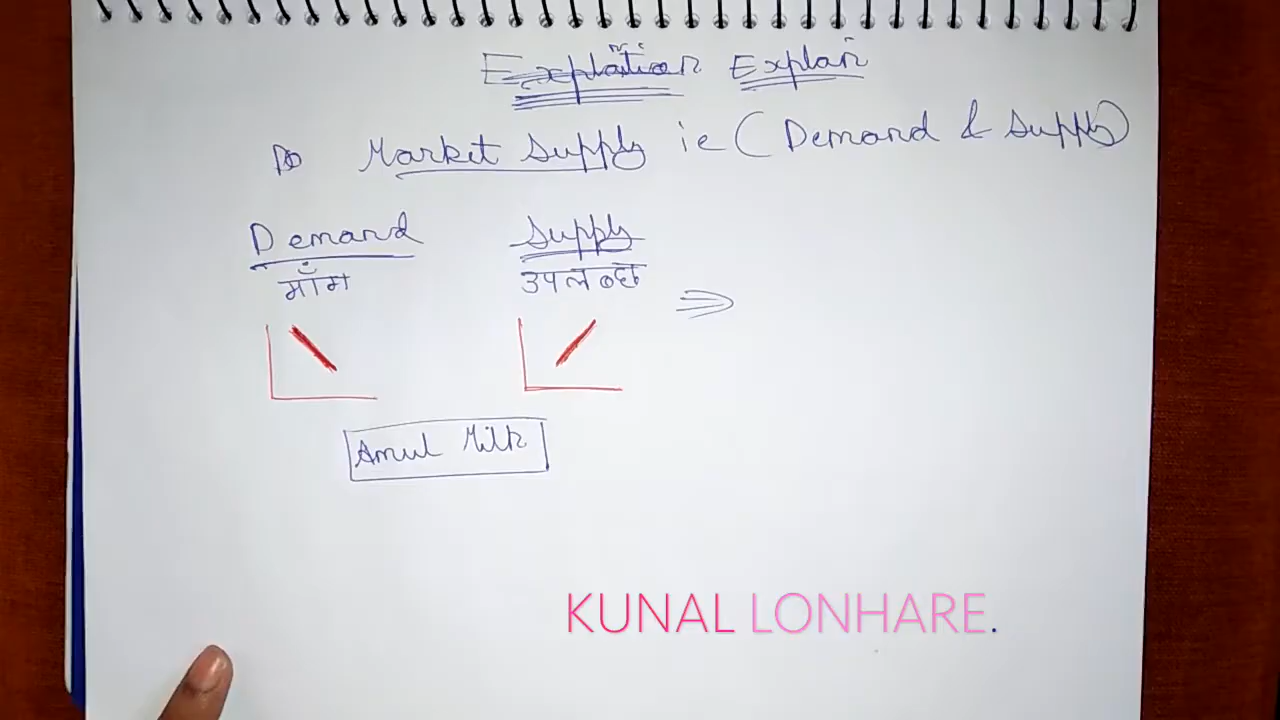 Explation Explain
Market Supply ie (Demand & Supply)
Demand
माँग
Supply
उपलब्ध
Amul Milk
KUNAL LONHARE.